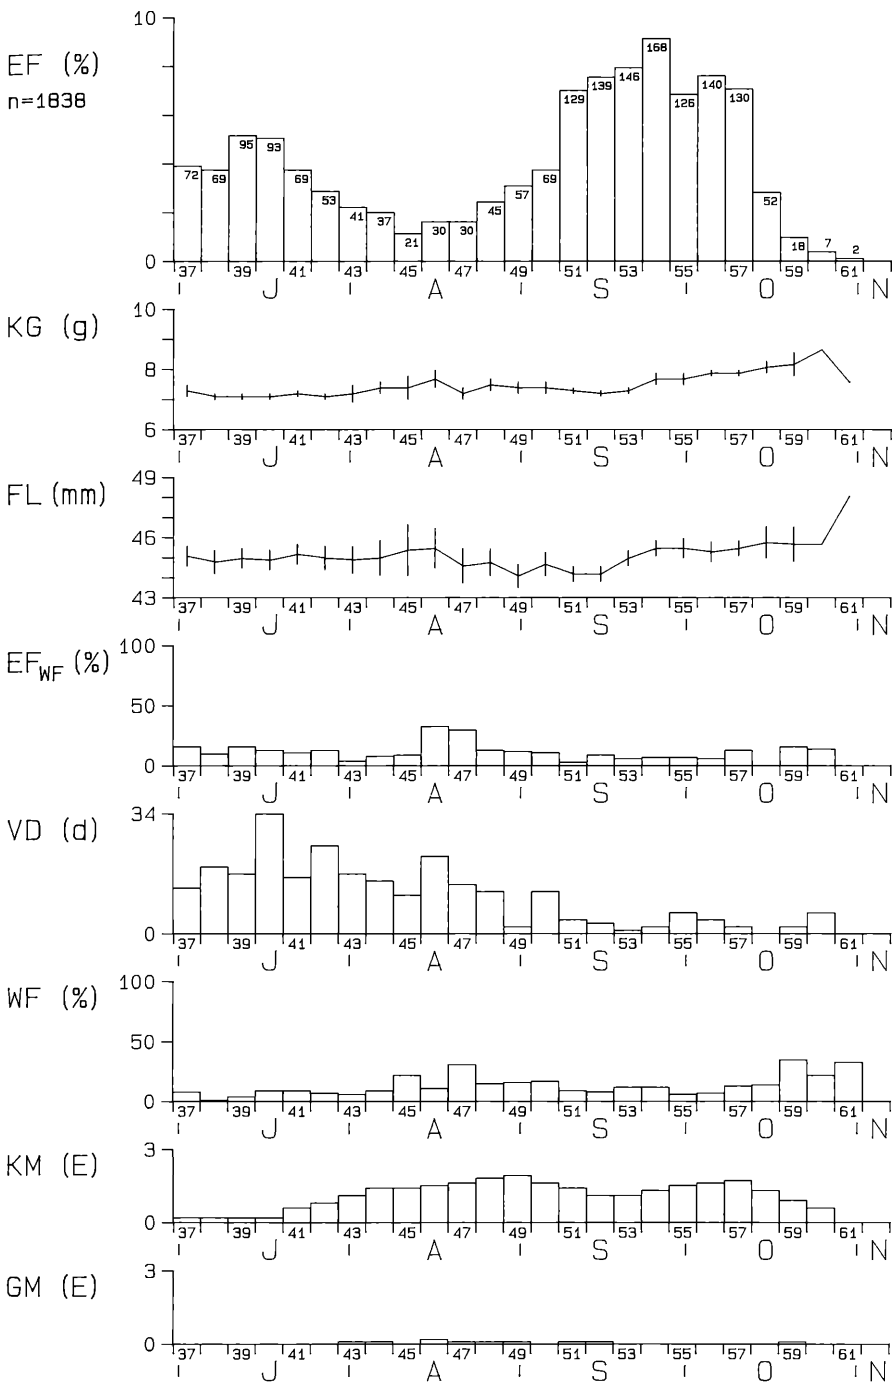 10
EF (%)
n=1838
0
72 69 95 93 69 53 41 37 21 30 30 45 57 69 129 139 146 168 126 140 130 52 18 7 2
37 39 41 43 45 47 49 51 53 55 57 59 61
J A S O N
10
KG (g)
8
6
37 39 41 43 45 47 49 51 53 55 57 59 61
J A S O N
49
FL (mm)
46
43
37 39 41 43 45 47 49 51 53 55 57 59 61
J A S O N
100
EFWF (%)
50
0
37 39 41 43 45 47 49 51 53 55 57 59 61
J A S O N
34
VD (d)
0
37 39 41 43 45 47 49 51 53 55 57 59 61
J A S O N
100
WF (%)
50
0
37 39 41 43 45 47 49 51 53 55 57 59 61
J A S O N
3
KM (E)
0
37 39 41 43 45 47 49 51 53 55 57 59 61
J A S O N
3
GM (E)
0
37 39 41 43 45 47 49 51 53 55 57 59 61
J A S O N